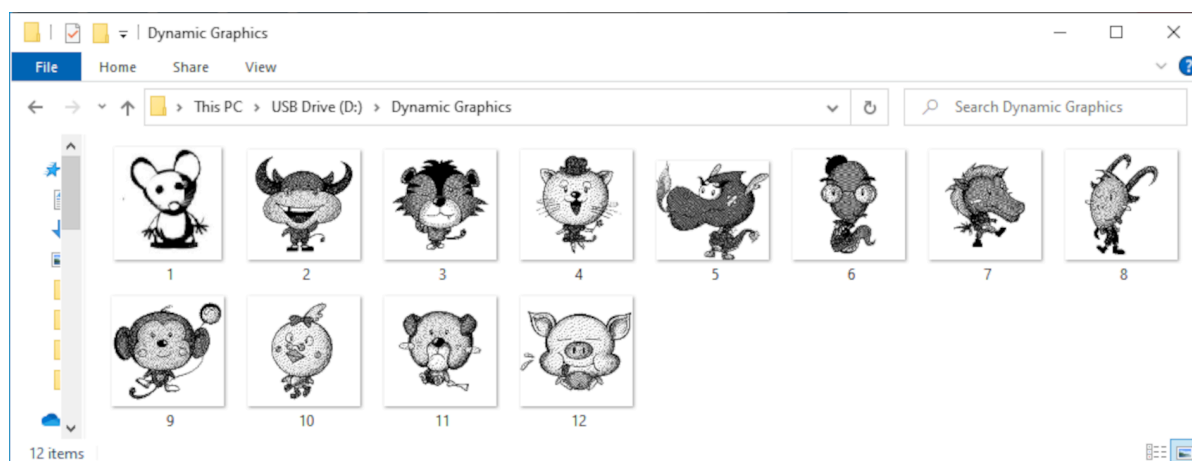 Dynamic Graphics
File Home Share View
This PC > USB Drive (D:) > Dynamic Graphics
Search Dynamic Graphics
1 2 3 4 5 6 7 8
9 10 11 12
12 items